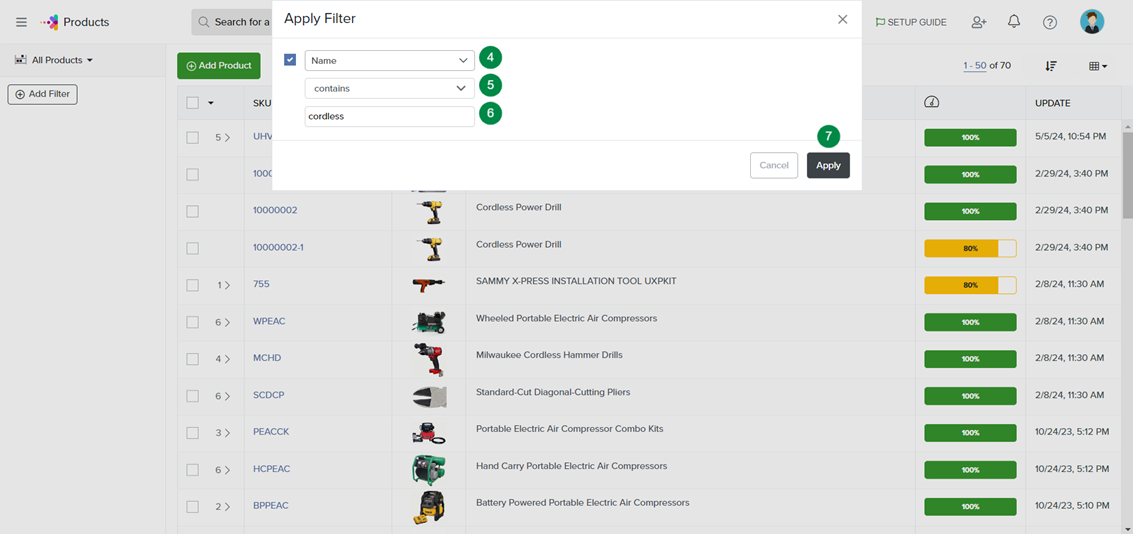 Products
Search for a
Apply Filter
SETUP GUIDE
All Products
Add Filter
Add Product
1 - 50 of 70
Name
4
contains
5
cordless
6
7
Cancel
Apply
SKU
UPDATE
5
UHV
100%
5/5/24, 10:54 PM
100%
2/29/24, 3:40 PM
10000002
Cordless Power Drill
100%
2/29/24, 3:40 PM
10000002-1
Cordless Power Drill
80%
2/29/24, 3:40 PM
1
755
SAMMY X-PRESS INSTALLATION TOOL UXPKIT
80%
2/8/24, 11:30 AM
6
WPEAC
Wheeled Portable Electric Air Compressors
100%
2/8/24, 11:30 AM
4
MCHD
Milwaukee Cordless Hammer Drills
100%
2/8/24, 11:30 AM
6
SCDCP
Standard-Cut Diagonal-Cutting Pliers
100%
2/8/24, 11:30 AM
3
PEACCK
Portable Electric Air Compressor Combo Kits
100%
10/24/23, 5:12 PM
6
HCPEAC
Hand Carry Portable Electric Air Compressors
100%
10/24/23, 5:12 PM
2
BPPEAC
Battery Powered Portable Electric Air Compressors
100%
10/24/23, 5:10 PM